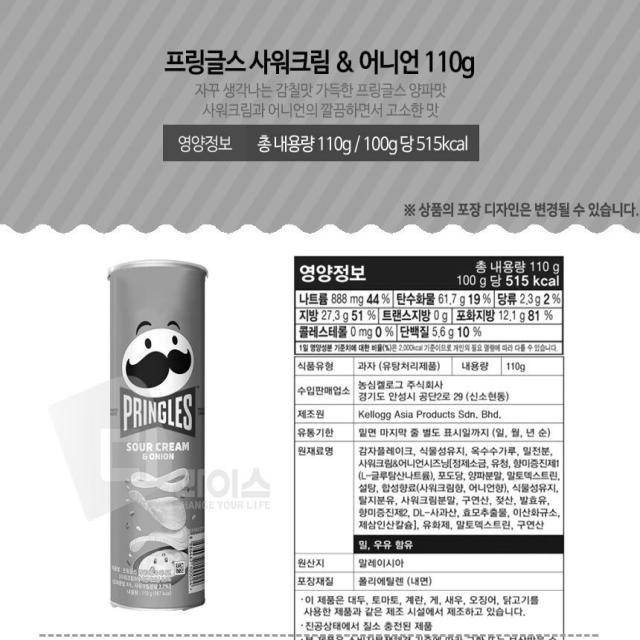 프링글스 사워크림 & 어니언 110g
자꾸 생각나는 감칠맛 가득한 프링글스 양파맛
사워크림과 어니언의 깔끔하면서 고소한 맛
영양정보 총 내용량 110g / 100g 당 515kcal
※ 상품의 포장 디자인은 변경될 수 있습니다.
PRINGLES
SOUR CREAM
& ONION
CHANGE YOUR LIFE
영양정보 총 내용량 110 g
100 g 당 515 kcal
나트륨 888 mg 44 % 탄수화물 61.7 g 19 % 당류 2.3 g 2 %
지방 27.3 g 51 % 트랜스지방 0 g 포화지방 12.1 g 81 %
콜레스테롤 0 mg 0 % 단백질 5.6 g 10 %
1일 영양성분 기준치에 대한 비율(%)은 2,000kcal 기준이므로 개인의 필요 열량에 따라 다를 수 있습니다.
식품유형 과자 (유탕처리제품) 내용량 110g
수입판매업소 농심켈로그 주식회사
경기도 안성시 공단2로 29 (신소현동)
제조원 Kellogg Asia Products Sdn. Bhd.
유통기한 밑면 마지막 줄 별도 표시일까지 (일, 월, 년 순)
원재료명 감자플레이크, 식물성유지, 옥수수가루, 밀전분,
사워크림&어니언시즈닝[정제소금, 유청, 향미증진제1
(L-글루탐산나트륨), 포도당, 양파분말, 말토덱스트린,
설탕, 합성향료(사워크림향, 어니언향), 식물성유지,
탈지분유, 사워크림분말, 구연산, 젖산, 발효유,
향미증진제2, DL-사과산, 효모추출물, 이산화규소,
제삼인산칼슘], 유화제, 말토덱스트린, 구연산
밀, 우유 함유
원산지 말레이시아
포장재질 폴리에틸렌 (내면)
· 이 제품은 대두, 토마토, 계란, 게, 새우, 오징어, 닭고기를
사용한 제품과 같은 제조 시설에서 제조하고 있습니다.
· 진공상태에서 질소 충전된 제품